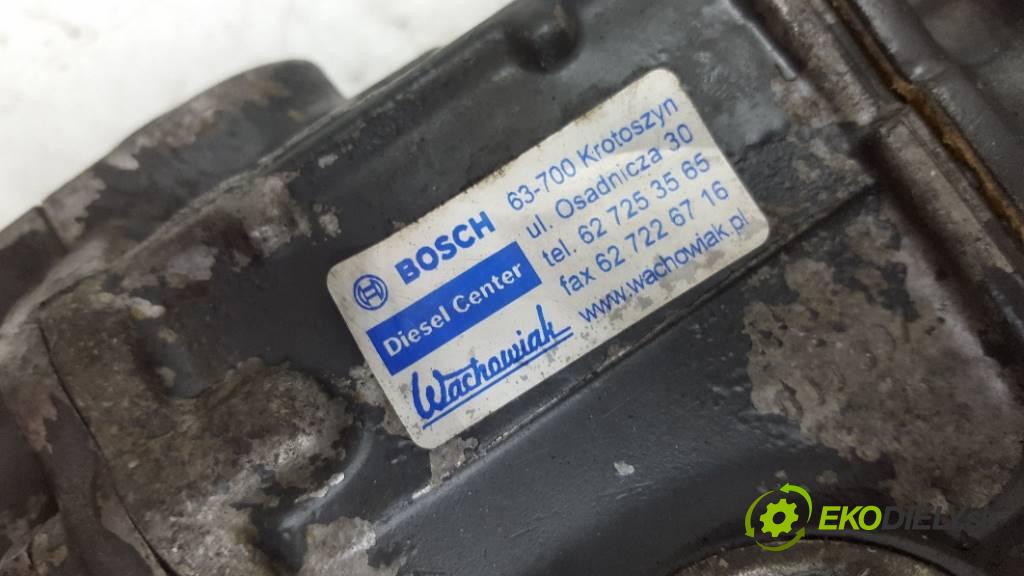 BOSCH
Diesel Center
Wachowiak
63-700 Krotoszyn
ul. Osadnicza 30
tel. 62 725 35 65
fax 62 722 67 16
www.wachowiak.pl